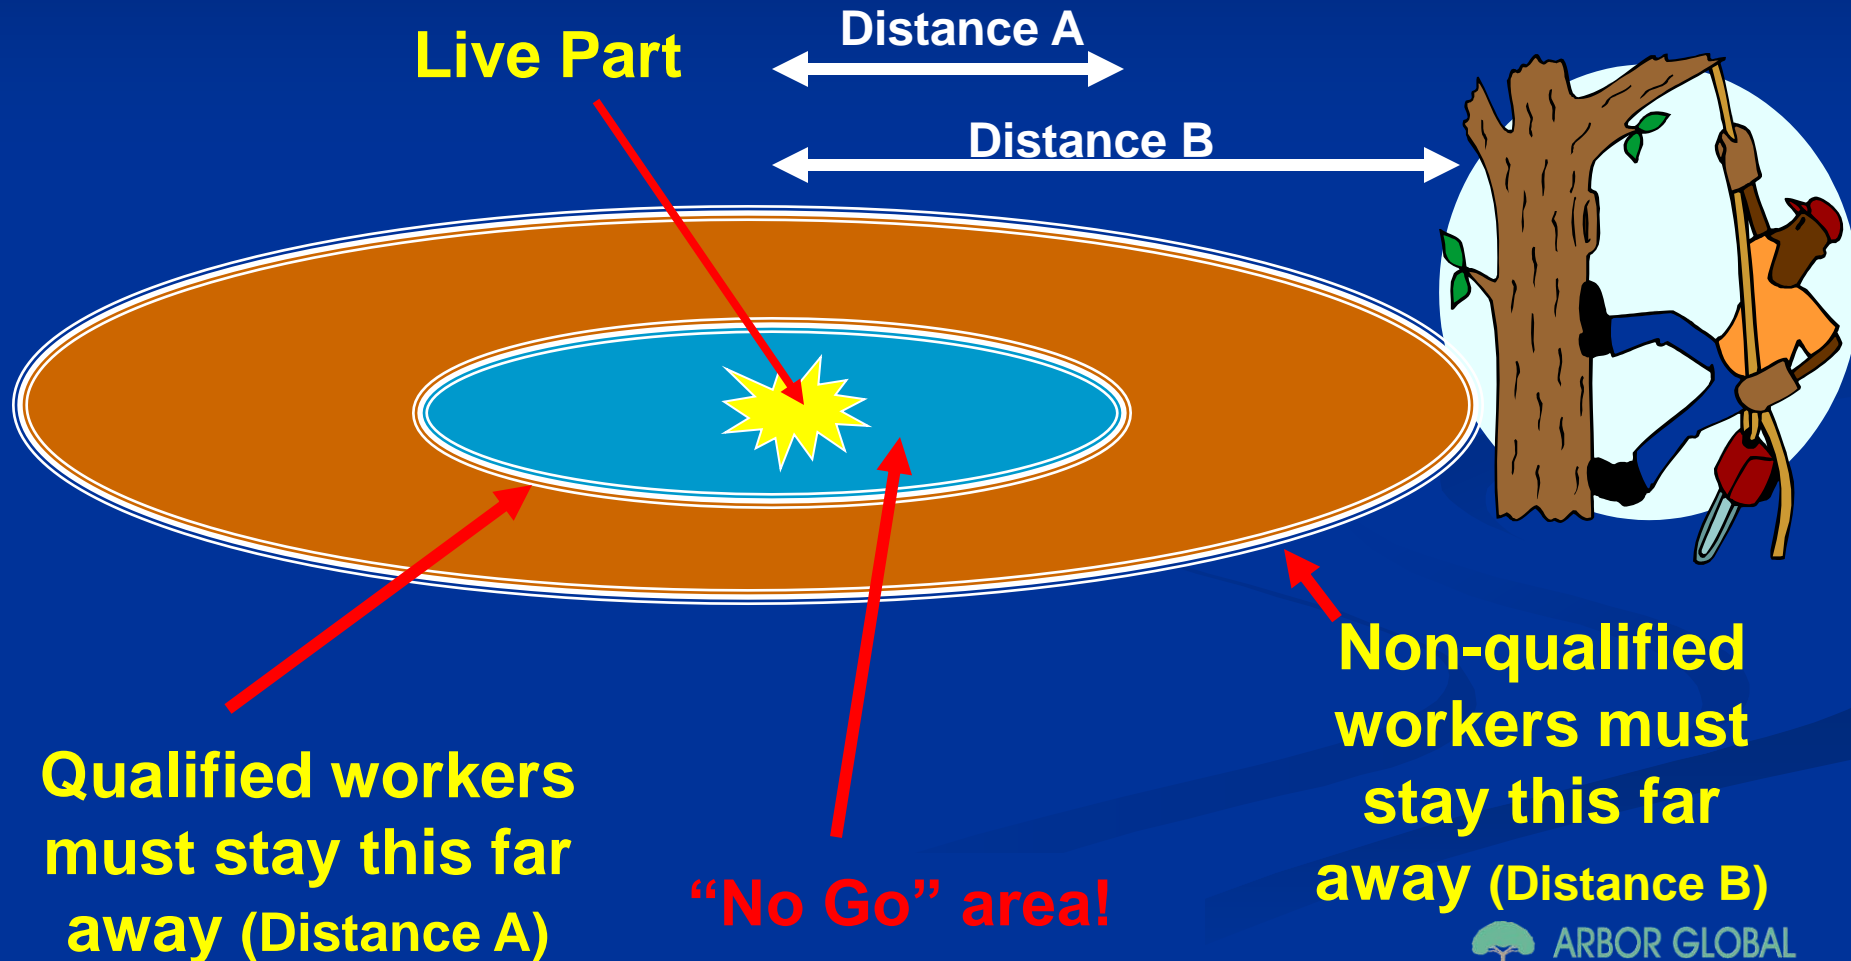 Live Part
Distance A
Distance B
Qualified workers
must stay this far
away (Distance A)
“No Go” area!
Non-qualified
workers must
stay this far
away (Distance B)
ARBOR GLOBAL